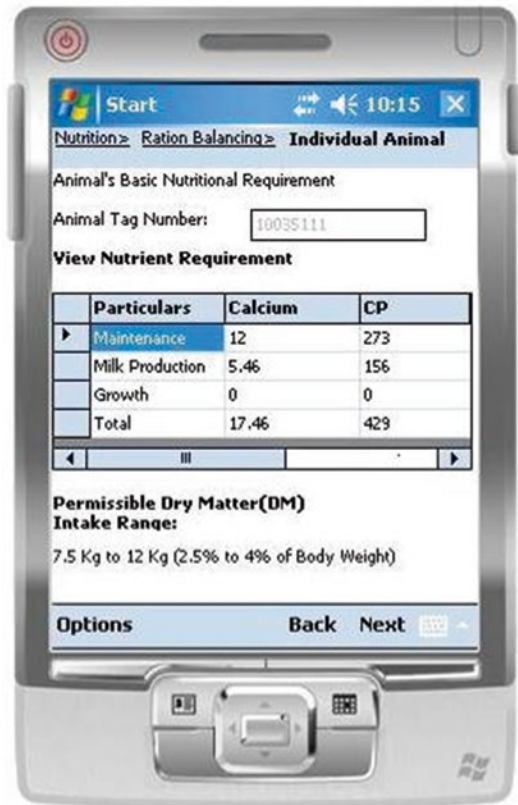 Start 10:15
Nutrition> Ration Balancing> Individual Animal
Animal's Basic Nutritional Requirement
Animal Tag Number: 10035111
View Nutrient Requirement
Particulars Calcium CP
Maintenance 12 273
Milk Production 5.46 156
Growth 0 0
Total 17.46 429
Permissible Dry Matter(DM)
Intake Range:
7.5 Kg to 12 Kg (2.5% to 4% of Body Weight)
Options Back Next